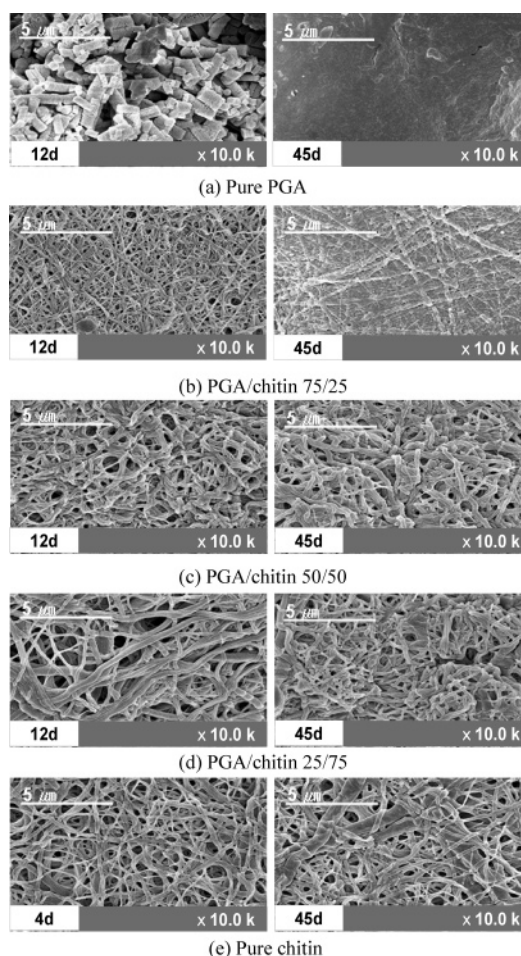 5 ㎛ 5 ㎛
12d x 10.0 k 45d x 10.0 k
(a) Pure PGA
5 ㎛ 5 ㎛
12d x 10.0 k 45d x 10.0 k
(b) PGA/chitin 75/25
5 ㎛ 5 ㎛
12d x 10.0 k 45d x 10.0 k
(c) PGA/chitin 50/50
5 ㎛ 5 ㎛
12d x 10.0 k 45d x 10.0 k
(d) PGA/chitin 25/75
5 ㎛ 5 ㎛
4d x 10.0 k 45d x 10.0 k
(e) Pure chitin